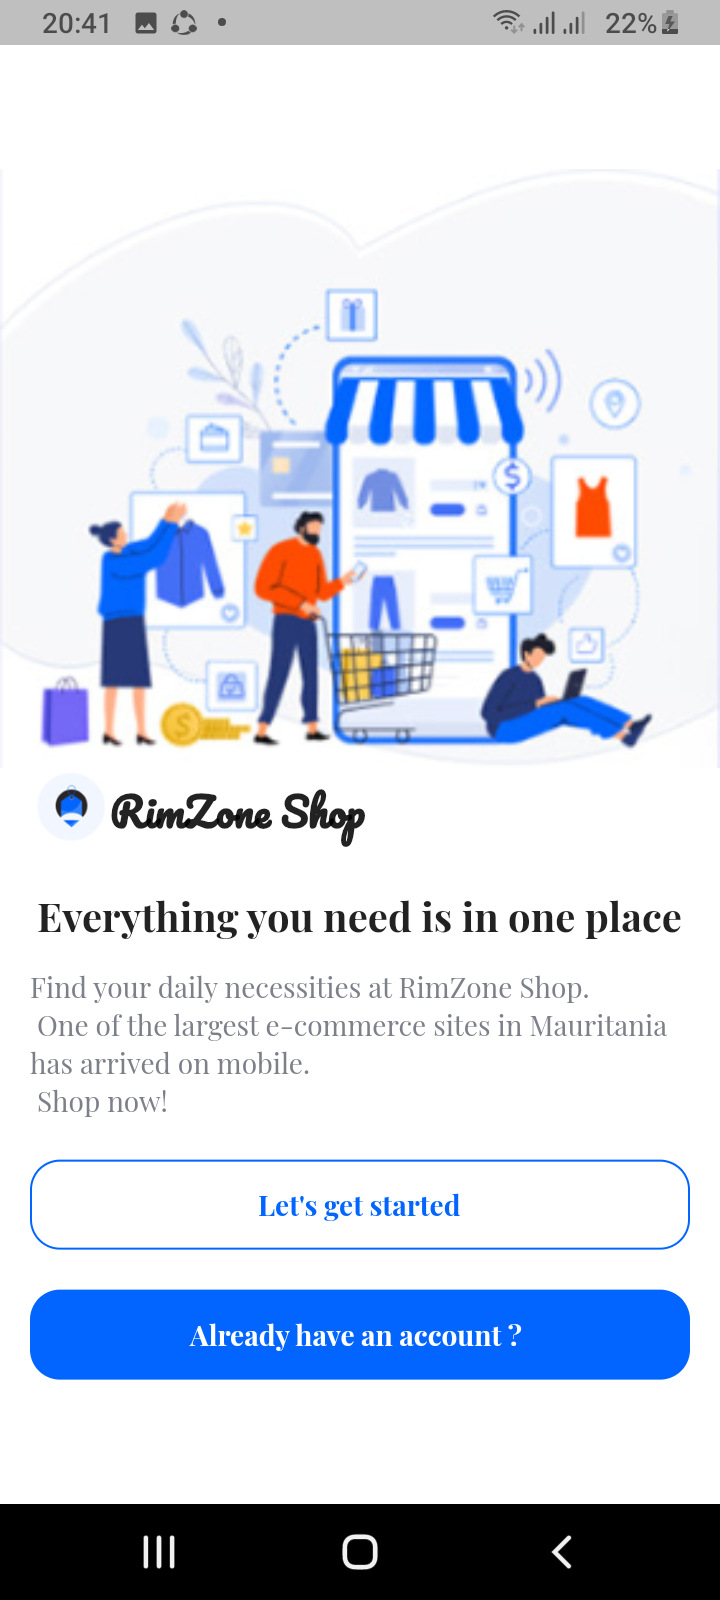 20:41
22%
RimZone Shop
Everything you need is in one place
Find your daily necessities at RimZone Shop.
One of the largest e-commerce sites in Mauritania
has arrived on mobile.
Shop now!
Let's get started
Already have an account ?